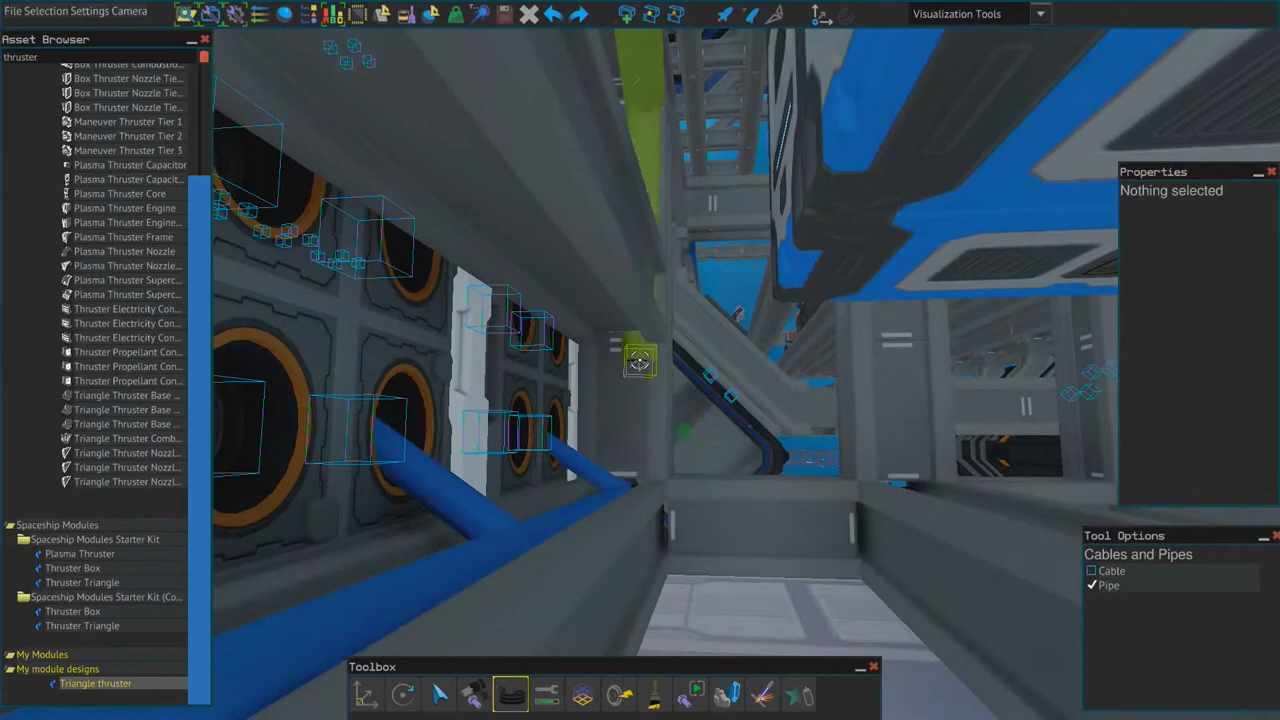 File Selection Settings Camera
Visualization Tools
Asset Browser
thruster
Box Thruster Combustio...
Box Thruster Nozzle Tie...
Box Thruster Nozzle Tie...
Box Thruster Nozzle Tie...
Maneuver Thruster Tier 1
Maneuver Thruster Tier 2
Maneuver Thruster Tier 3
Plasma Thruster Capacitor
Plasma Thruster Capacit...
Plasma Thruster Core
Plasma Thruster Engine
Plasma Thruster Engine...
Plasma Thruster Frame
Plasma Thruster Nozzle
Plasma Thruster Nozzle...
Plasma Thruster Superc...
Plasma Thruster Superc...
Thruster Electricity Con...
Thruster Electricity Con...
Thruster Electricity Con...
Thruster Propellant Con...
Thruster Propellant Con...
Thruster Propellant Con...
Triangle Thruster Base ...
Triangle Thruster Base ...
Triangle Thruster Base ...
Triangle Thruster Comb...
Triangle Thruster Nozzl...
Triangle Thruster Nozzl...
Triangle Thruster Nozzl...
Spaceship Modules
Spaceship Modules Starter Kit
Plasma Thruster
Thruster Box
Thruster Triangle
Spaceship Modules Starter Kit (Co...
Thruster Box
Thruster Triangle
My Modules
My module designs
Triangle thruster
Properties
Nothing selected
Tool Options
Cables and Pipes
Cable
Pipe
Toolbox